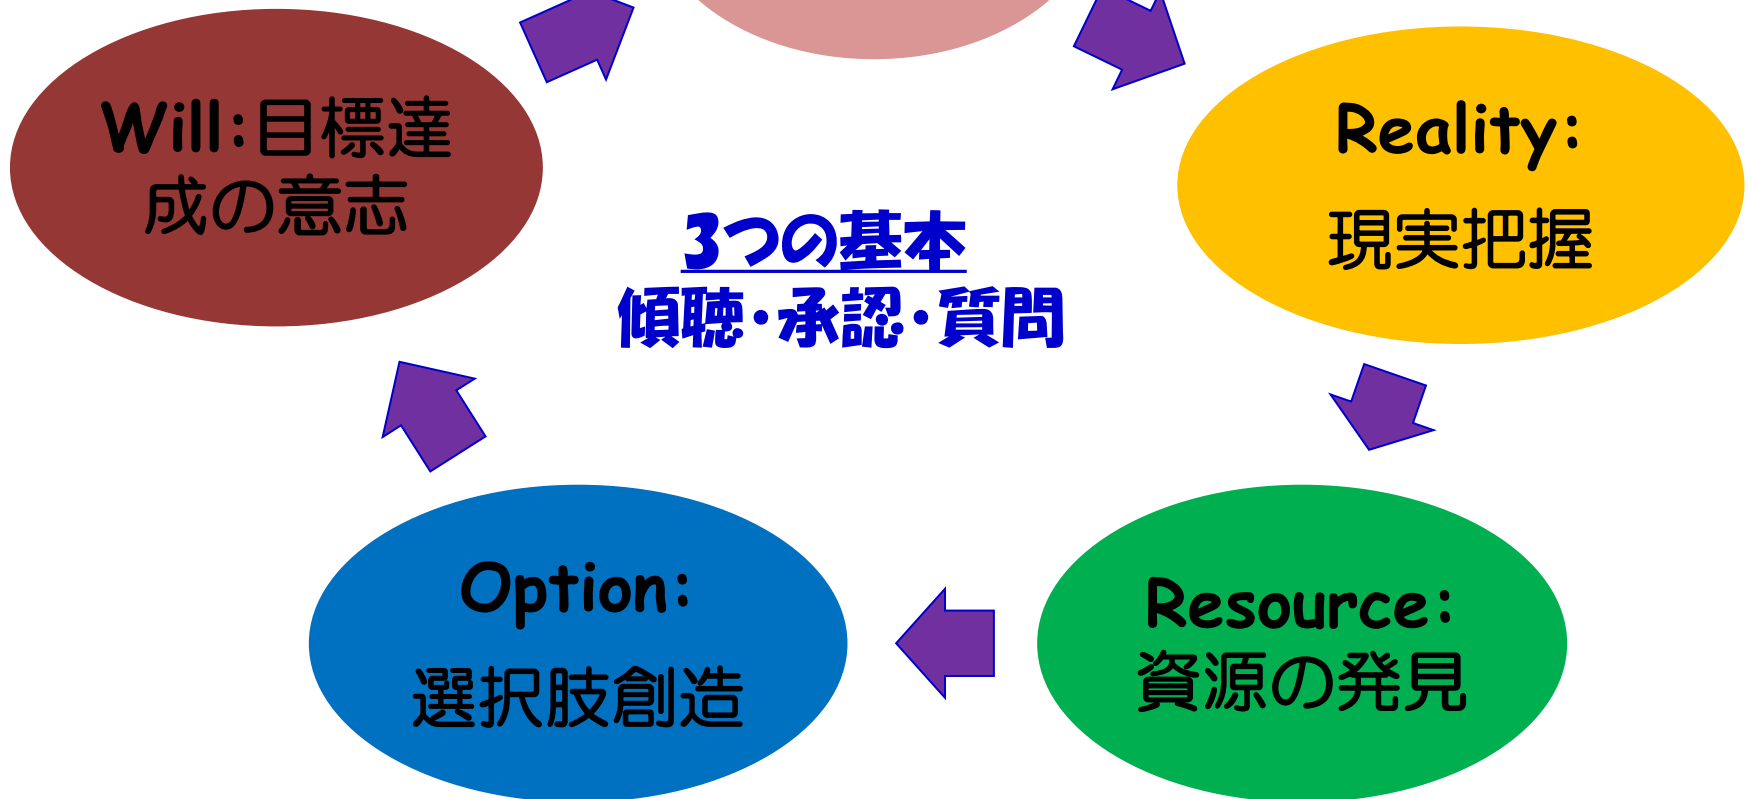 Will:目標達
成の意志
Reality:
現実把握
3つの基本
傾聴・承認・質問
Option:
選択肢創造
Resource:
資源の発見